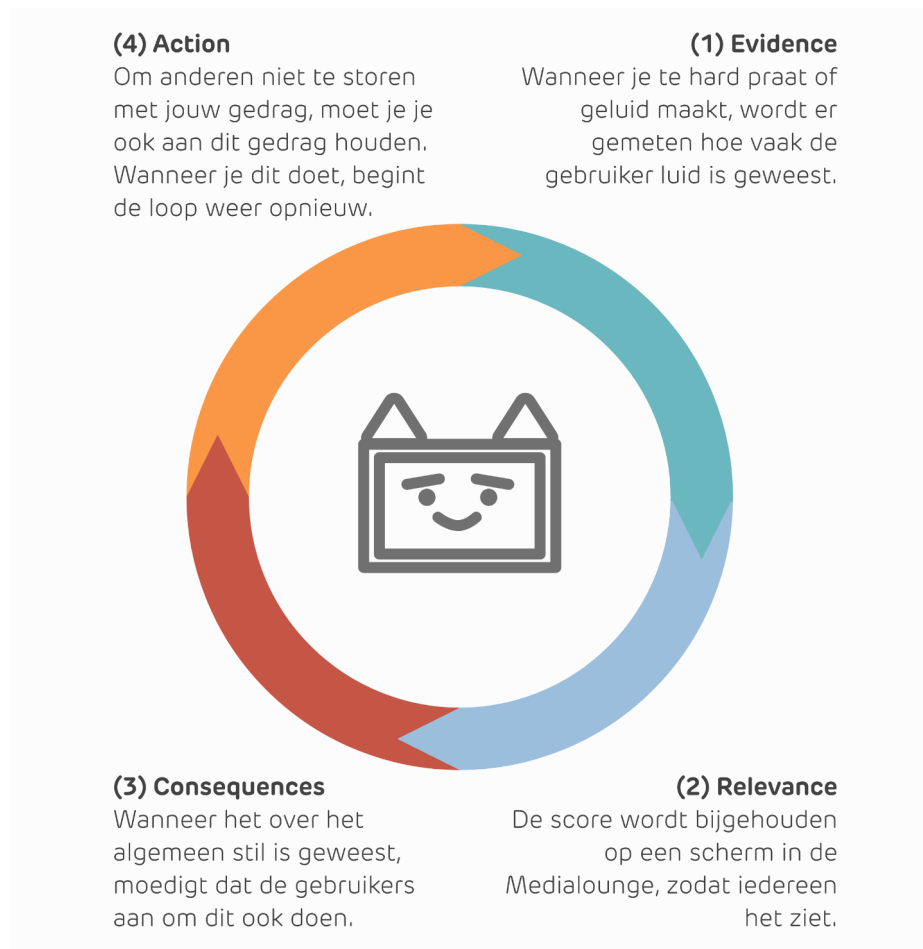 (4) Action
Om anderen niet te storen
met jouw gedrag, moet je je
ook aan dit gedrag houden.
Wanneer je dit doet, begint
de loop weer opnieuw.
(1) Evidence
Wanneer je te hard praat of
geluid maakt, wordt er
gemeten hoe vaak de
gebruiker luid is geweest.
(3) Consequences
Wanneer het over het
algemeen stil is geweest,
moedigt dat de gebruikers
aan om dit ook doen.
(2) Relevance
De score wordt bijgehouden
op een scherm in de
Medialounge, zodat iedereen
het ziet.